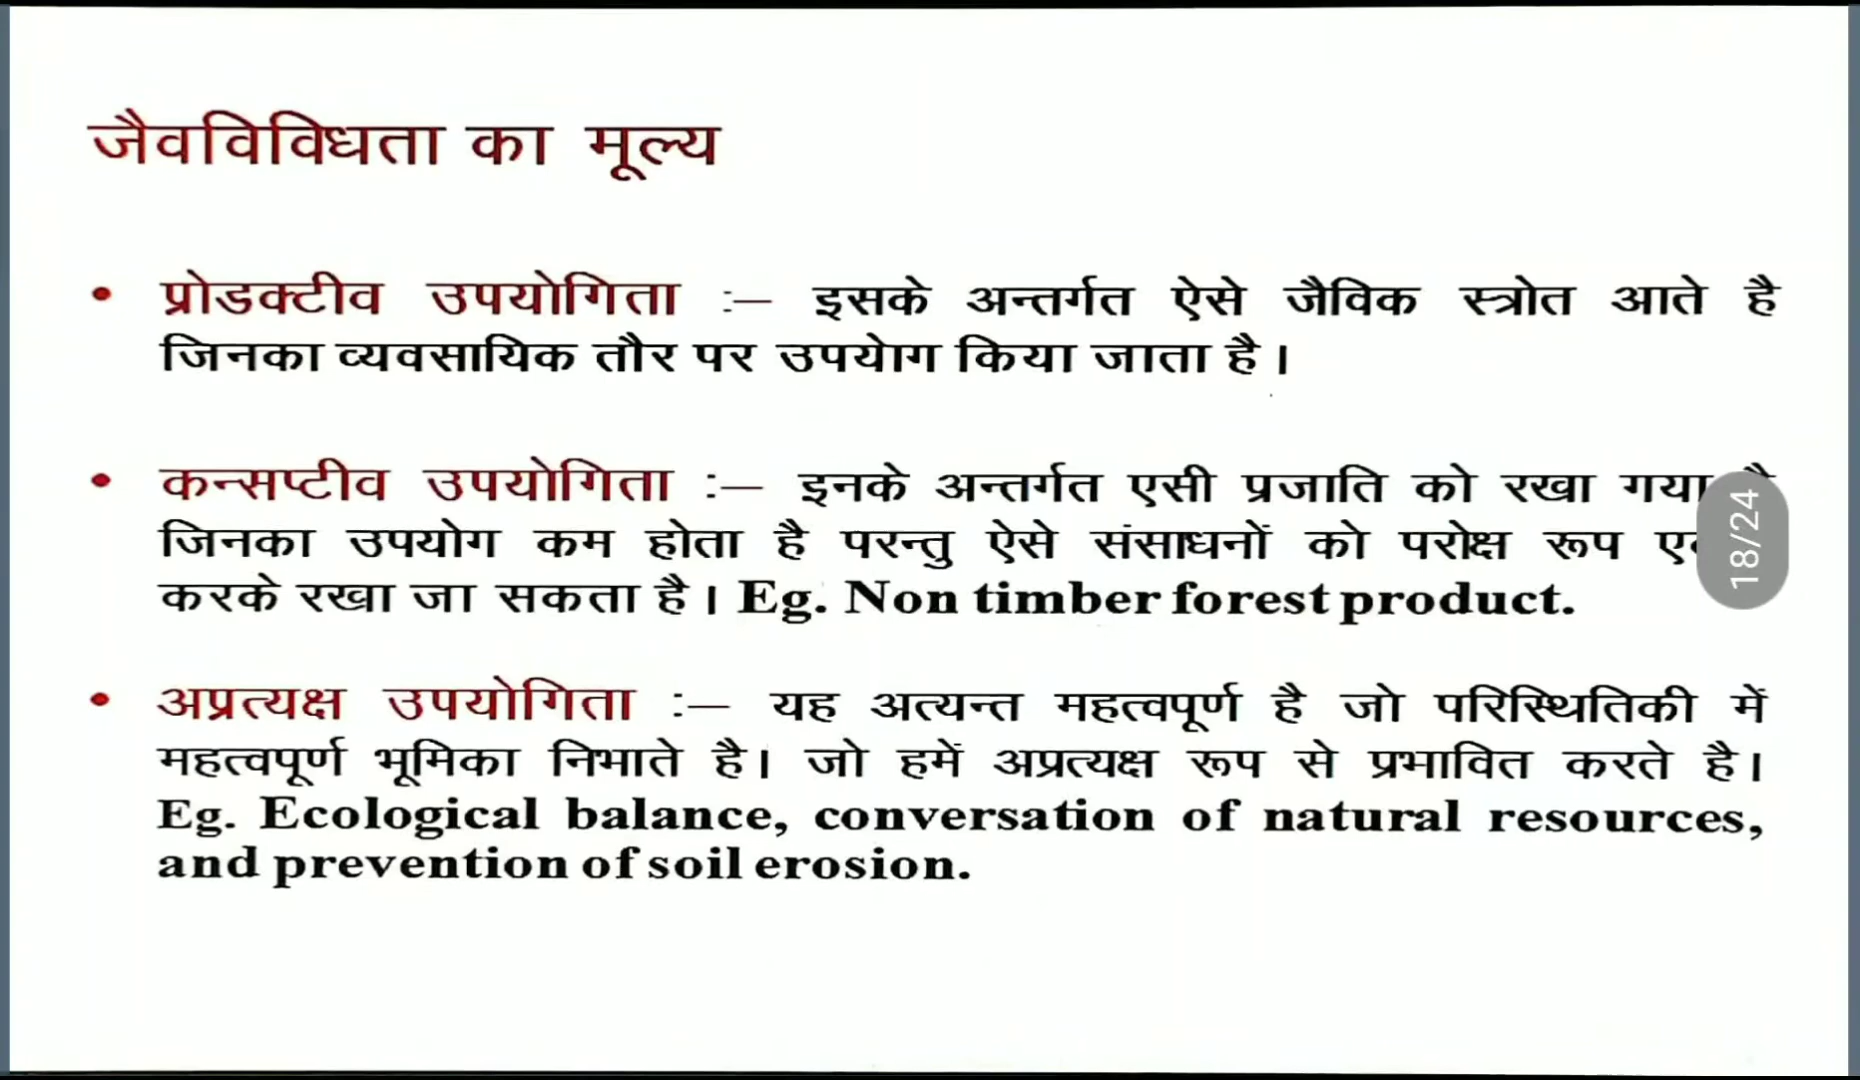 जैवविविधता का मूल्य
• प्रोडक्टीव उपयोगिता :— इसके अन्तर्गत ऐसे जैविक स्त्रोत आते है
जिनका व्यवसायिक तौर पर उपयोग किया जाता है।
• कन्सप्टीव उपयोगिता :— इनके अन्तर्गत एसी प्रजाति को रखा गया
जिनका उपयोग कम होता है परन्तु ऐसे संसाधनों को परोक्ष रूप
करके रखा जा सकता है। Eg. Non timber forest product.
18/24
• अप्रत्यक्ष उपयोगिता :— यह अत्यन्त महत्वपूर्ण है जो परिस्थितिकी में
महत्वपूर्ण भूमिका निभाते है। जो हमें अप्रत्यक्ष रूप से प्रभावित करते है।
Eg. Ecological balance, conversation of natural resources,
and prevention of soil erosion.